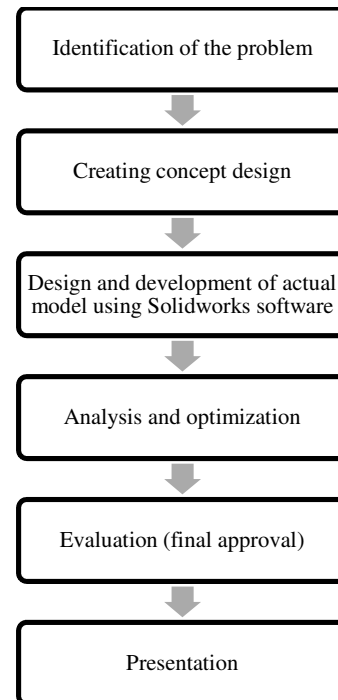 Identification of the problem
Creating concept design
Design and development of actual
model using Solidworks software
Analysis and optimization
Evaluation (final approval)
Presentation